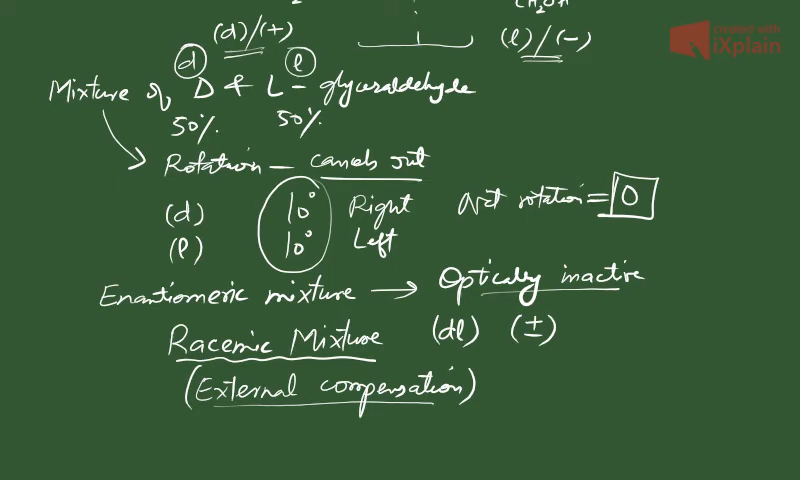 CH2OH
created with
iXplain
(d)/(+)
(l)/(-)
d
l
Mixture of D & L - glyceraldehyde
50% 50%
Rotation — cancels out
(d) 10° Right
Net rotation = 0
(l) 10° Left
Enantiomeric mixture → Optically inactive
Racemic Mixture (dl) (±)
(External compensation)